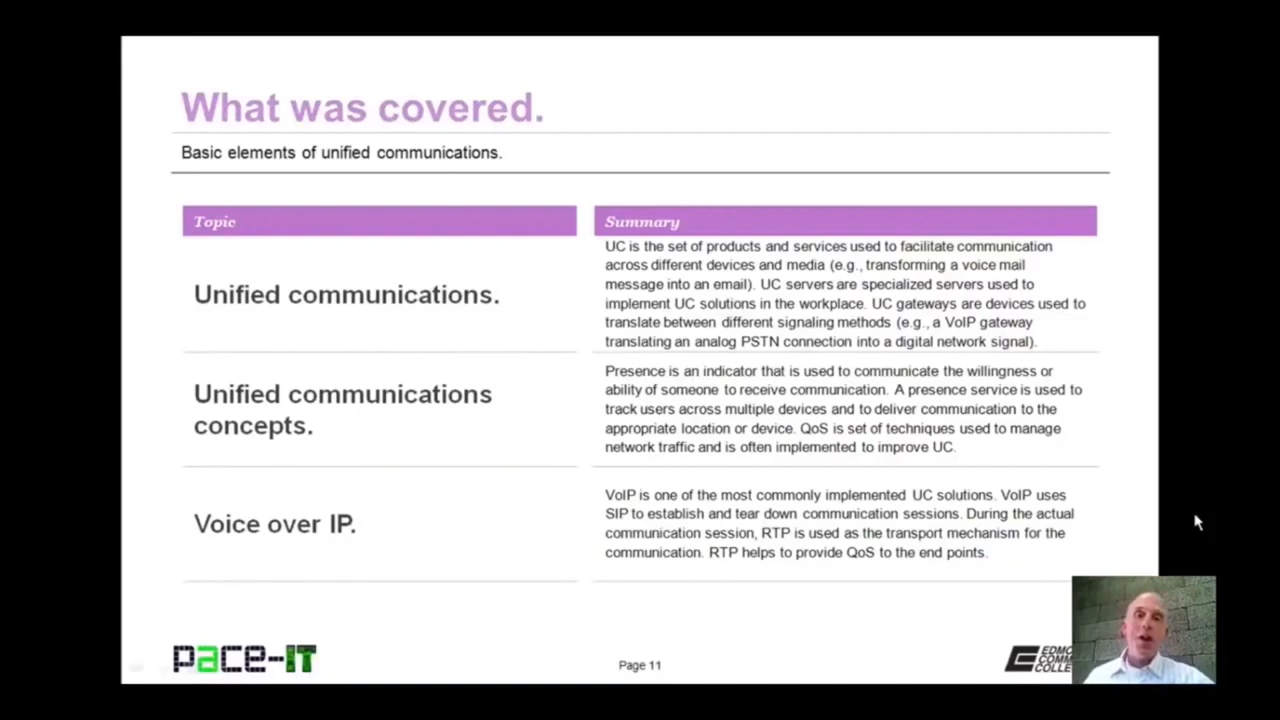 What was covered.
Basic elements of unified communications.
Topic
Summary
Unified communications.
UC is the set of products and services used to facilitate communication
across different devices and media (e.g., transforming a voice mail
message into an email). UC servers are specialized servers used to
implement UC solutions in the workplace. UC gateways are devices used to
translate between different signaling methods (e.g., a VoIP gateway
translating an analog PSTN connection into a digital network signal).
Unified communications
concepts.
Presence is an indicator that is used to communicate the willingness or
ability of someone to receive communication. A presence service is used to
track users across multiple devices and to deliver communication to the
appropriate location or device. QoS is set of techniques used to manage
network traffic and is often implemented to improve UC.
Voice over IP.
VoIP is one of the most commonly implemented UC solutions. VoIP uses
SIP to establish and tear down communication sessions. During the actual
communication session, RTP is used as the transport mechanism for the
communication. RTP helps to provide QoS to the end points.
pace-IT
Page 11